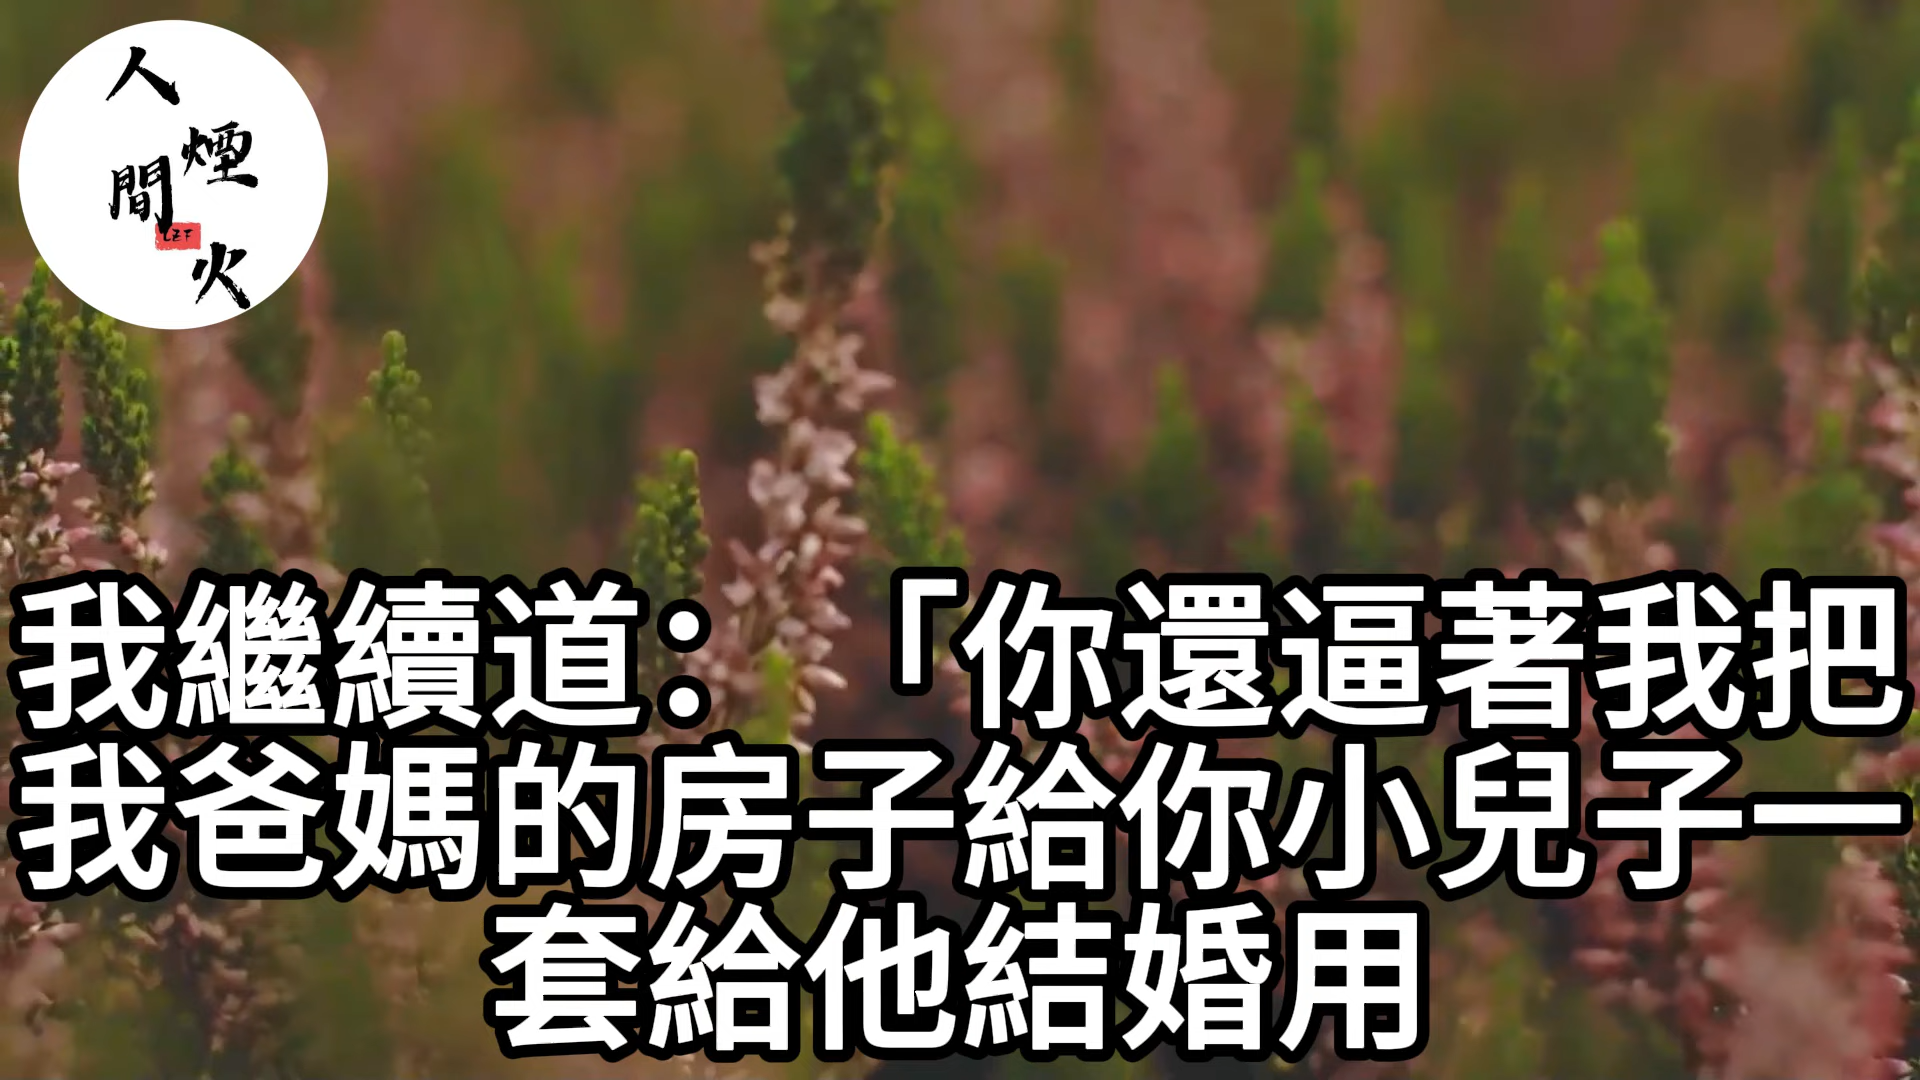 人間煙火
LZF
我繼續道：「你還逼著我把
我爸媽的房子給你小兒子一
套給他結婚用